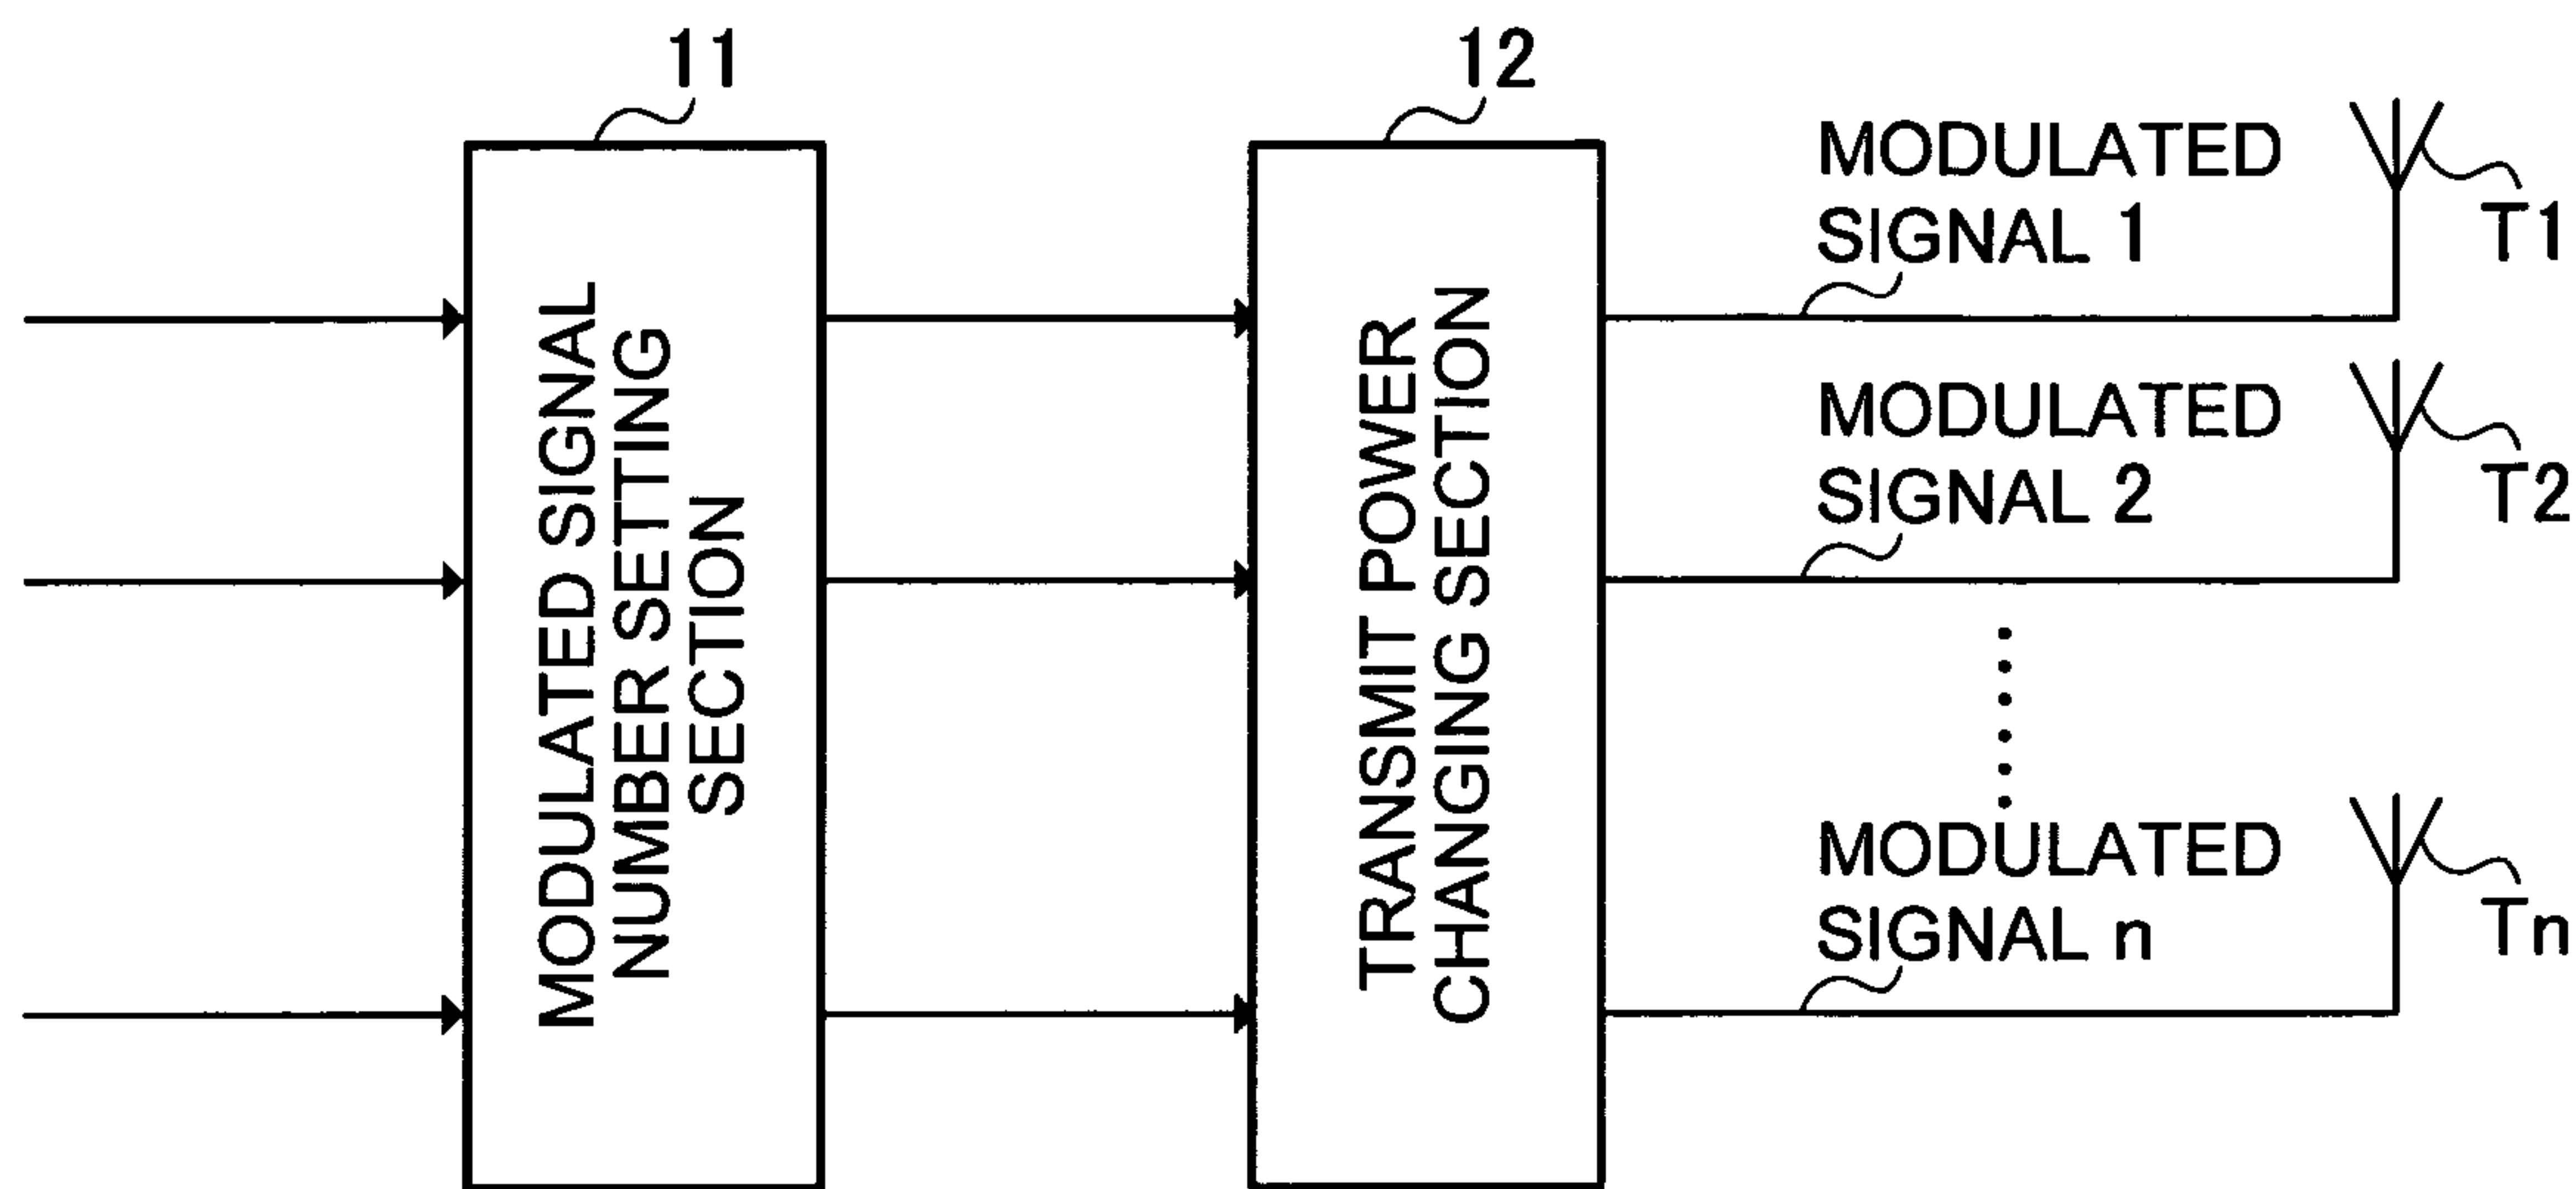 11
12
MODULATED SIGNAL
NUMBER SETTING
SECTION
TRANSMIT POWER
CHANGING SECTION
MODULATED
SIGNAL 1
T1
MODULATED
SIGNAL 2
T2
MODULATED
SIGNAL n
Tn